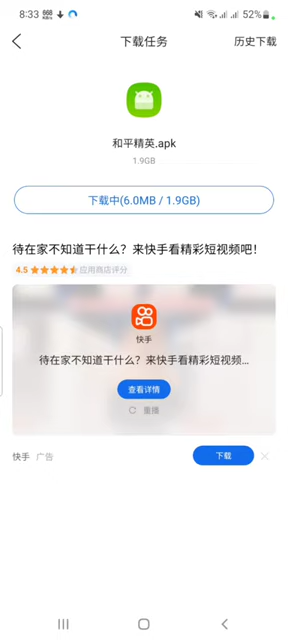 8:33
52%
下载任务
历史下载
和平精英.apk
1.9GB
下载中(6.0MB / 1.9GB)
待在家不知道干什么？来快手看精彩短视频吧！
4.5
应用商店评分
快手
待在家不知道干什么？来快手看精彩短视频...
查看详情
重播
快手 广告
下载